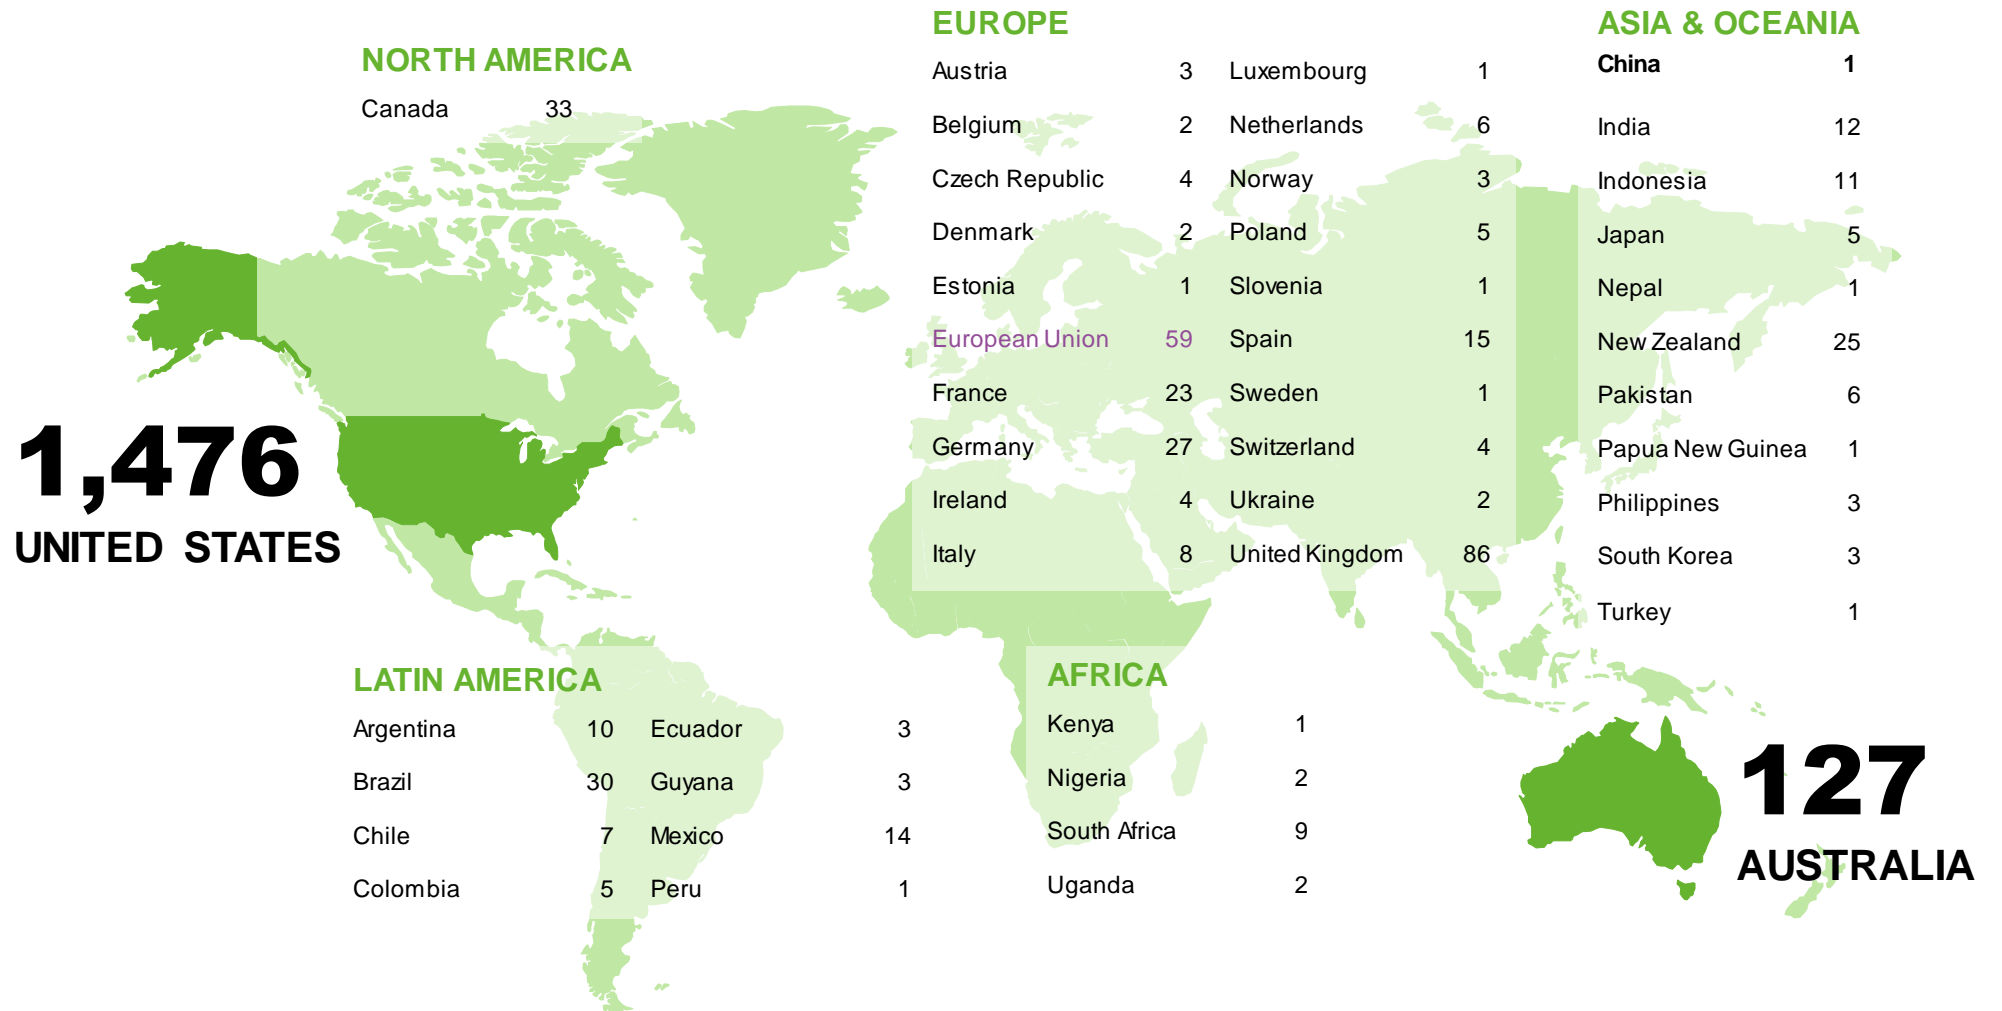 NORTH AMERICA
Canada 33
EUROPE
Austria 3 Luxembourg 1
Belgium 2 Netherlands 6
Czech Republic 4 Norway 3
Denmark 2 Poland 5
Estonia 1 Slovenia 1
European Union 59 Spain 15
France 23 Sweden 1
Germany 27 Switzerland 4
Ireland 4 Ukraine 2
Italy 8 United Kingdom 86
ASIA & OCEANIA
China 1
India 12
Indonesia 11
Japan 5
Nepal 1
New Zealand 25
Pakistan 6
Papua New Guinea 1
Philippines 3
South Korea 3
Turkey 1
1,476
UNITED STATES
LATIN AMERICA
Argentina 10 Ecuador 3
Brazil 30 Guyana 3
Chile 7 Mexico 14
Colombia 5 Peru 1
AFRICA
Kenya 1
Nigeria 2
South Africa 9
Uganda 2
127
AUSTRALIA